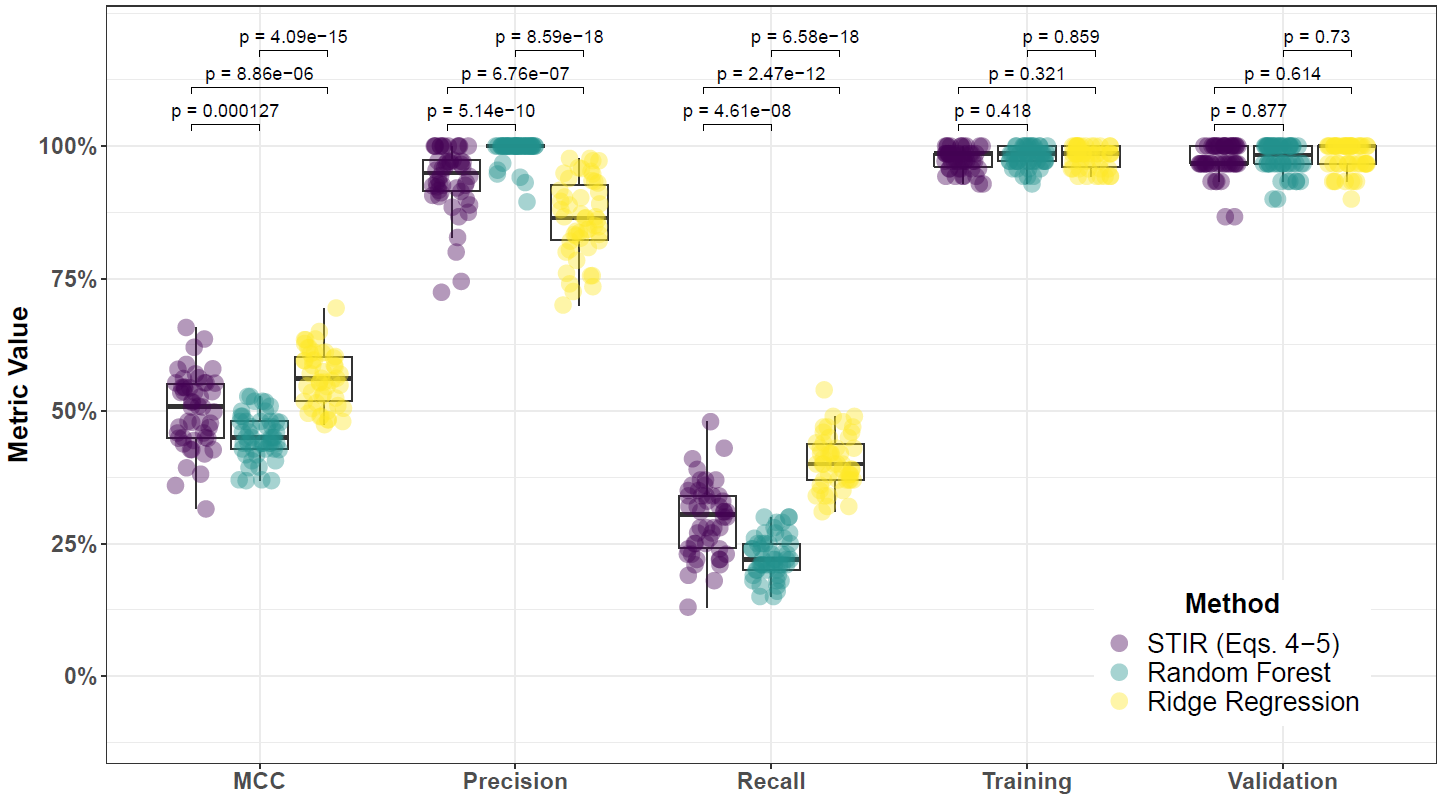 p = 4.09e−15
p = 8.59e−18
p = 6.58e−18
p = 0.859
p = 0.73
p = 8.86e−06
p = 6.76e−07
p = 2.47e−12
p = 0.321
p = 0.614
p = 0.000127
p = 5.14e−10
p = 4.61e−08
p = 0.418
p = 0.877
100%
75%
50%
25%
0%
Metric Value
Method
STIR (Eqs. 4−5)
Random Forest
Ridge Regression
MCC
Precision
Recall
Training
Validation